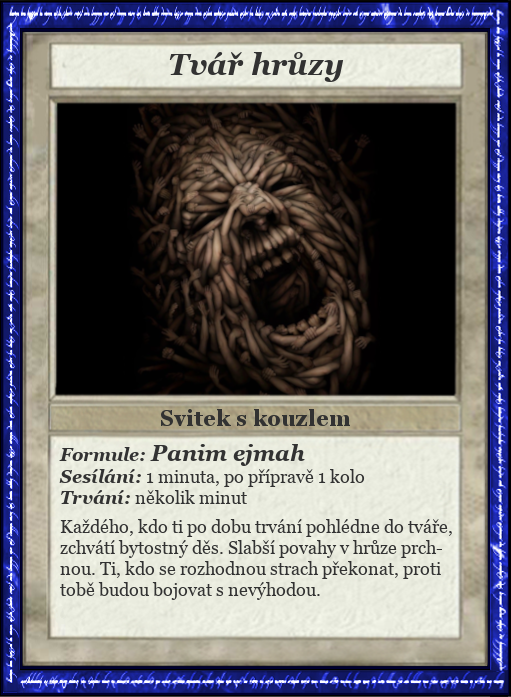 Tvář hrůzy
Svitek s kouzlem
Formule: Panim ejmah
Sesílání: 1 minuta, po přípravě 1 kolo
Trvání: několik minut
Každého, kdo ti po dobu trvání pohlédne do tváře,
zchvátí bytostný děs. Slabší povahy v hrůze prch-
nou. Ti, kdo se rozhodnou strach překonat, proti
tobě budou bojovat s nevýhodou.